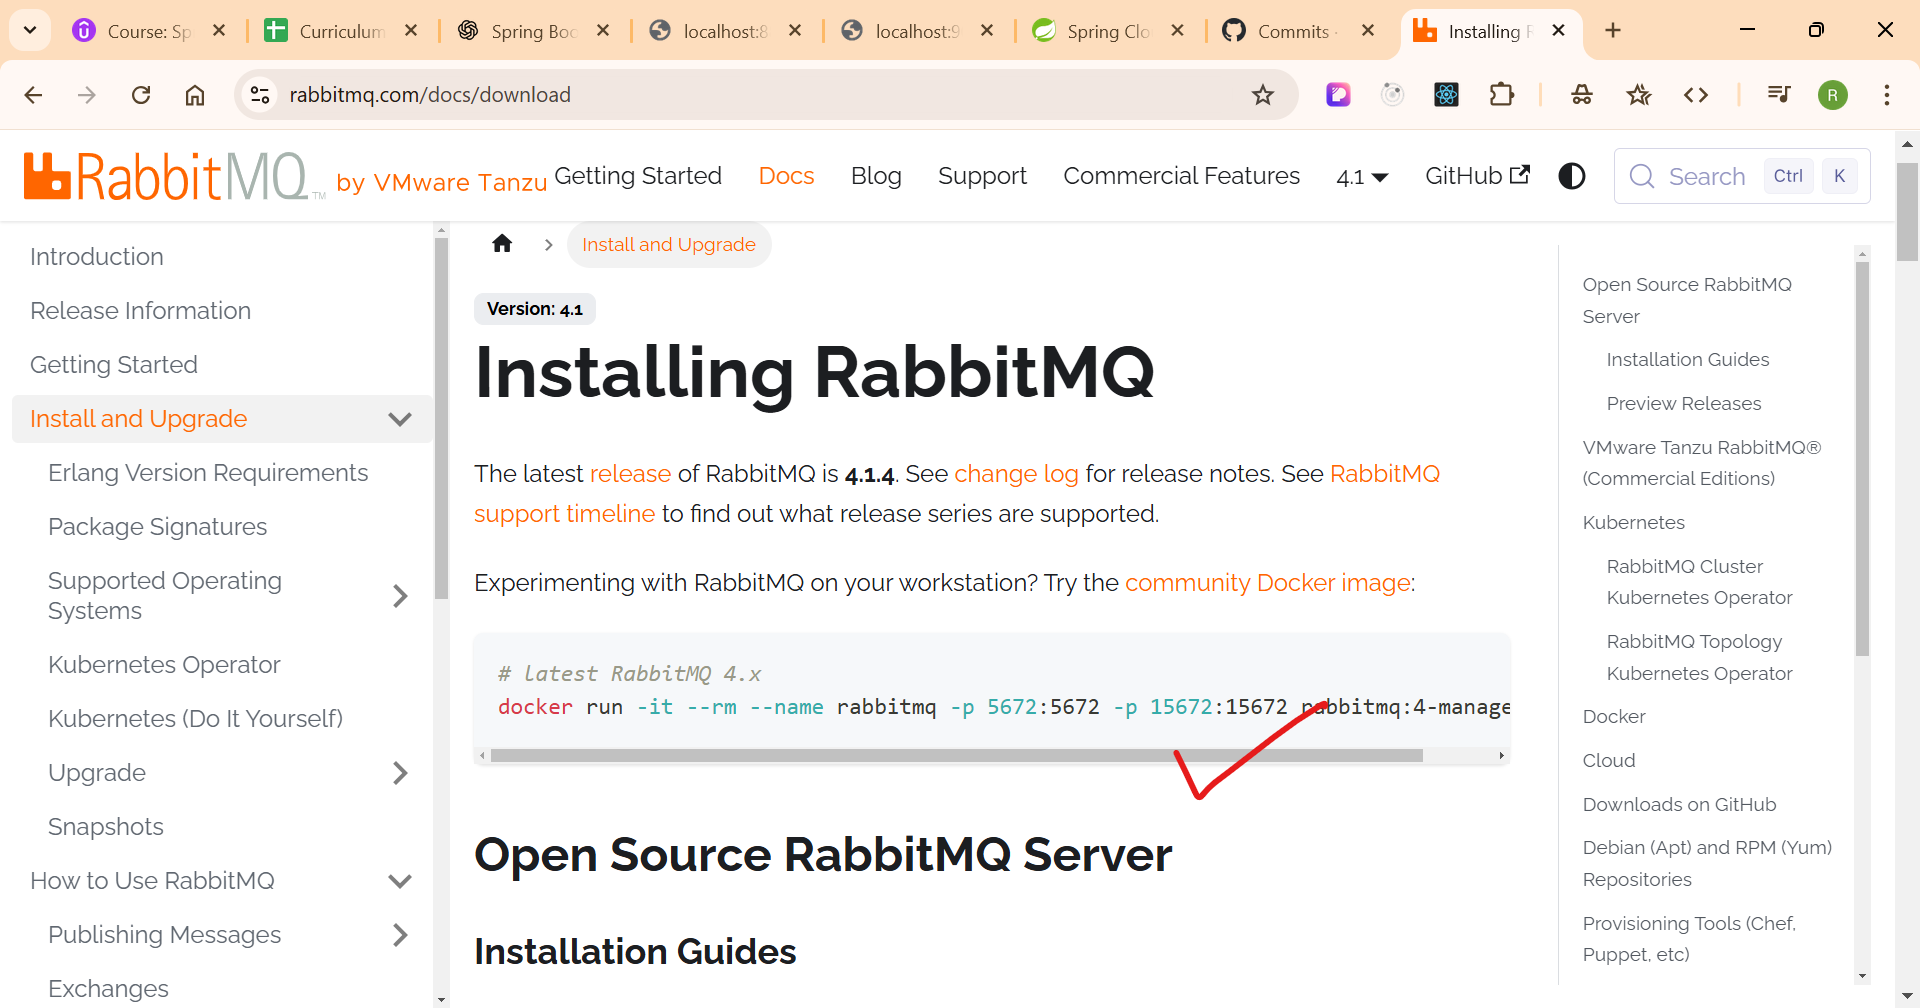 Course: Sp
Curriculum
Spring Boo
localhost:8
localhost:9
Spring Clo
Commits ·
Installing R
rabbitmq.com/docs/download
R
RabbitMQ TM by VMware Tanzu
Getting Started
Docs
Blog
Support
Commercial Features
4.1
GitHub
Search Ctrl K
Introduction
Release Information
Getting Started
Install and Upgrade
Erlang Version Requirements
Package Signatures
Supported Operating
Systems
Kubernetes Operator
Kubernetes (Do It Yourself)
Upgrade
Snapshots
How to Use RabbitMQ
Publishing Messages
Exchanges
Install and Upgrade
Version: 4.1
Installing RabbitMQ
The latest release of RabbitMQ is 4.1.4. See change log for release notes. See RabbitMQ
support timeline to find out what release series are supported.
Experimenting with RabbitMQ on your workstation? Try the community Docker image:
# latest RabbitMQ 4.x
docker run -it --rm --name rabbitmq -p 5672:5672 -p 15672:15672 rabbitmq:4-manage
Open Source RabbitMQ Server
Installation Guides
Open Source RabbitMQ
Server
Installation Guides
Preview Releases
VMware Tanzu RabbitMQ®
(Commercial Editions)
Kubernetes
RabbitMQ Cluster
Kubernetes Operator
RabbitMQ Topology
Kubernetes Operator
Docker
Cloud
Downloads on GitHub
Debian (Apt) and RPM (Yum)
Repositories
Provisioning Tools (Chef,
Puppet, etc)